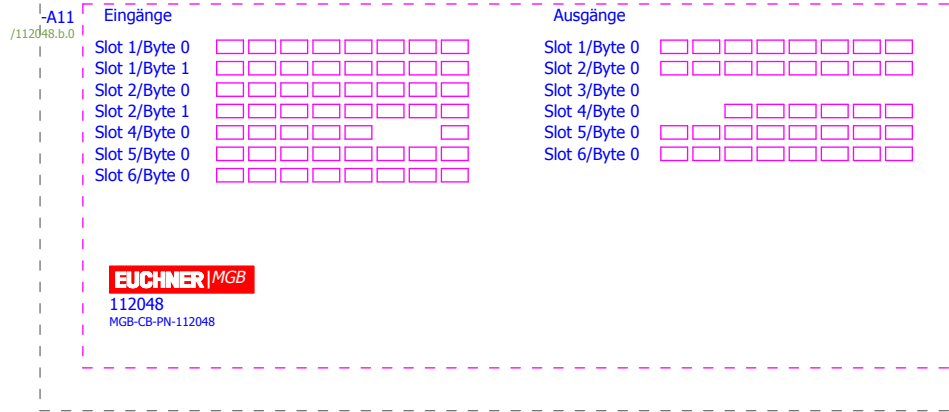 -A11
/112048.b.0
Eingänge
Slot 1/Byte 0
Slot 1/Byte 1
Slot 2/Byte 0
Slot 2/Byte 1
Slot 4/Byte 0
Slot 5/Byte 0
Slot 6/Byte 0
Ausgänge
Slot 1/Byte 0
Slot 2/Byte 0
Slot 3/Byte 0
Slot 4/Byte 0
Slot 5/Byte 0
Slot 6/Byte 0
EUCHNER|MGB
112048
MGB-CB-PN-112048